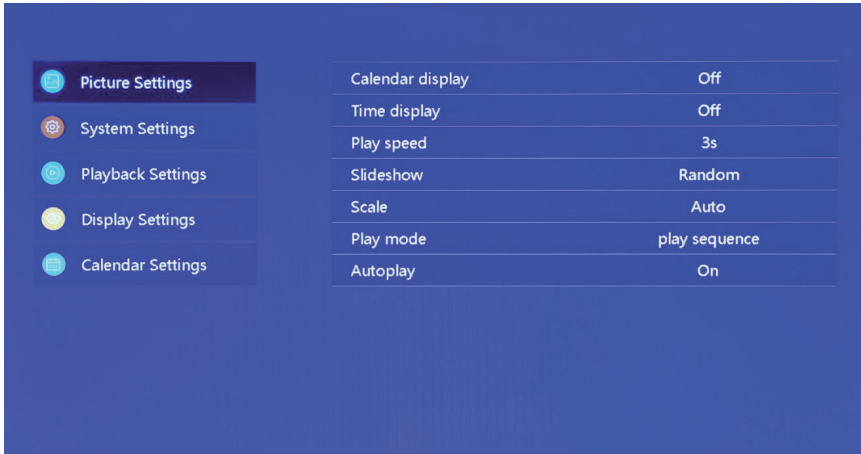 Picture Settings
System Settings
Playback Settings
Display Settings
Calendar Settings
Calendar display Off
Time display Off
Play speed 3s
Slideshow Random
Scale Auto
Play mode play sequence
Autoplay On